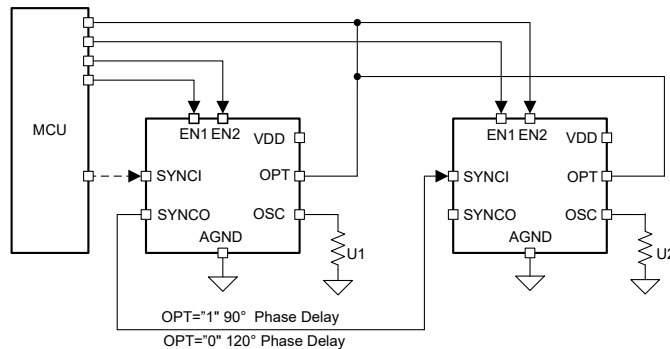 MCU
EN1 EN2
VDD
SYNCI
OPT
SYNCO
OSC
AGND
U1
EN1 EN2
VDD
SYNCI
OPT
SYNCO
OSC
AGND
U2
OPT="1" 90° Phase Delay
OPT="0" 120° Phase Delay